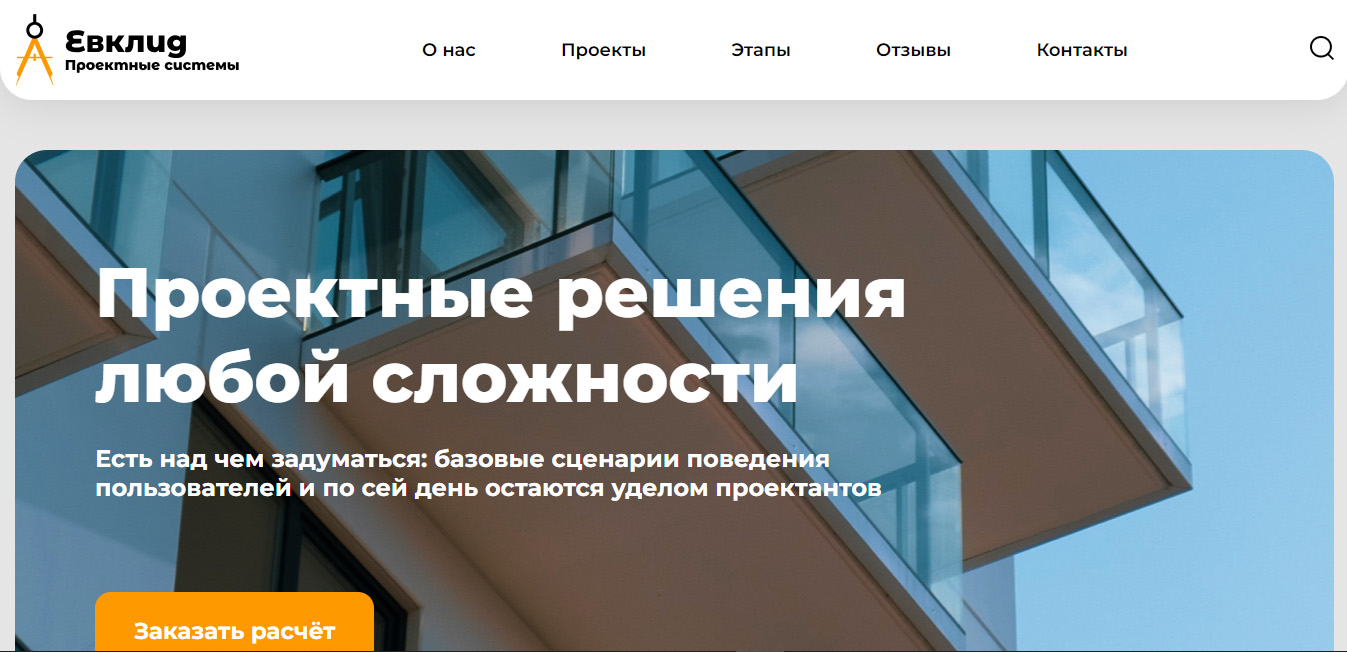 Евклид
Проектные системы
О нас
Проекты
Этапы
Отзывы
Контакты
Проектные решения
любой сложности
Есть над чем задуматься: базовые сценарии поведения
пользователей и по сей день остаются уделом проектантов
Заказать расчёт